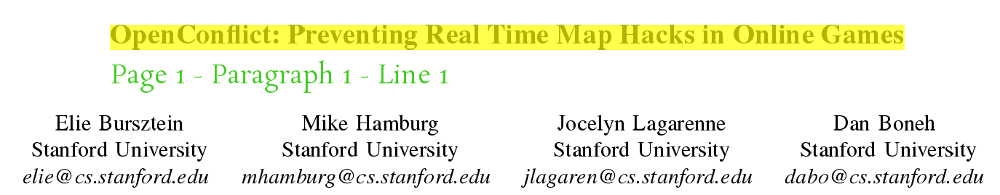 OpenConflict: Preventing Real Time Map Hacks in Online Games
Page 1 - Paragraph 1 - Line 1
Elie Bursztein
Stanford University
elie@cs.stanford.edu
Mike Hamburg
Stanford University
mhamburg@cs.stanford.edu
Jocelyn Lagarenne
Stanford University
jlagaren@cs.stanford.edu
Dan Boneh
Stanford University
dabo@cs.stanford.edu